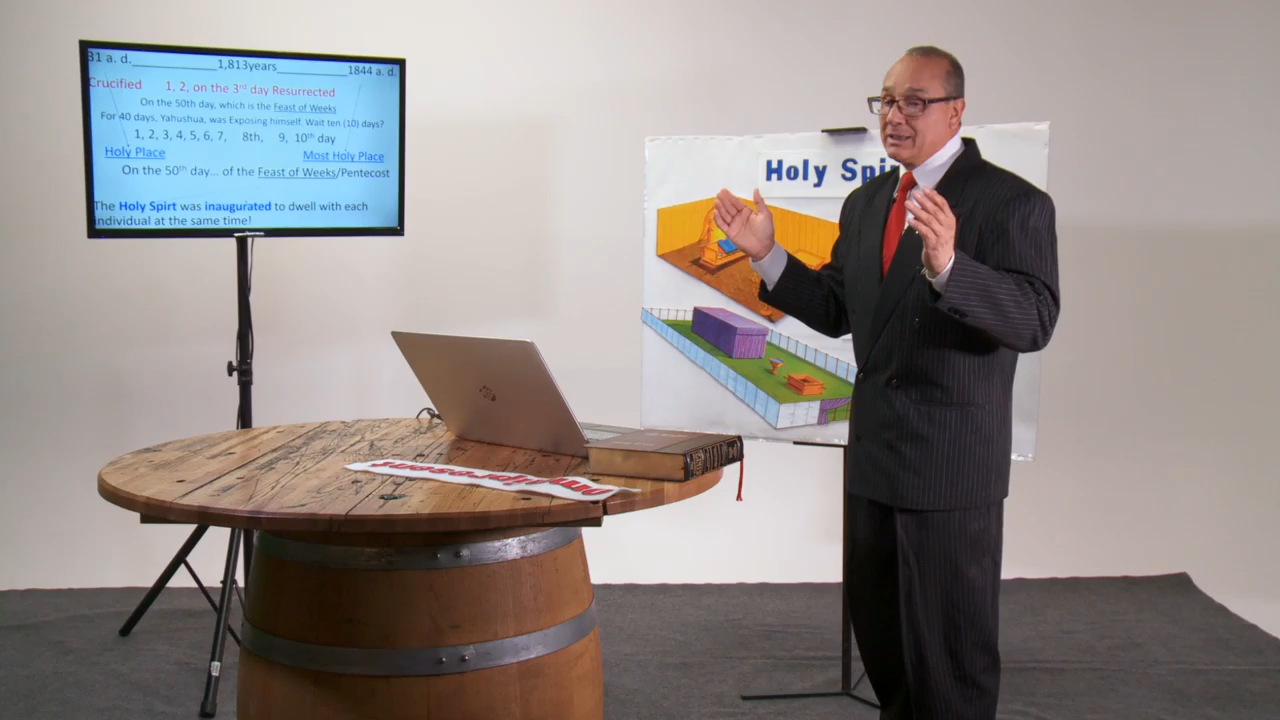 31 a. d.______________1,813years____________1844 a. d.
Crucified 1, 2, on the 3rd day Resurrected
On the 50th day, which is the Feast of Weeks
For 40 days, Yahushua, was Exposing himself. Wait ten (10) days?
1, 2, 3, 4, 5, 6, 7, 8th, 9, 10th day
Holy Place Most Holy Place
On the 50th day... of the Feast of Weeks/Pentecost
The Holy Spirt was inaugurated to dwell with each
individual at the same time!
Holy Spi